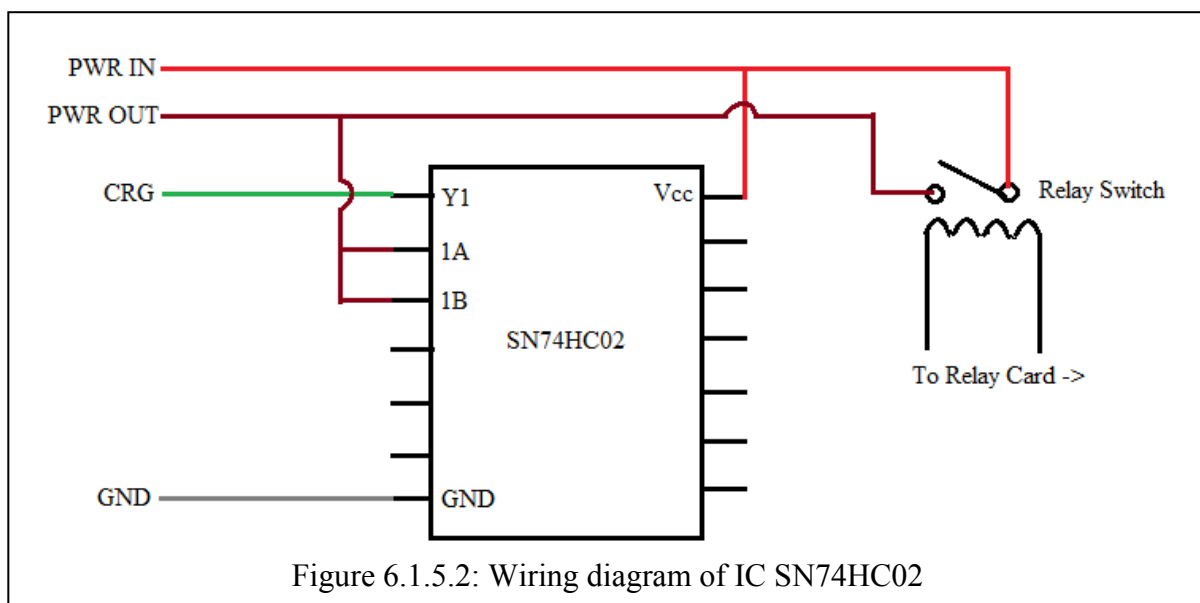 PWR IN
PWR OUT
CRG
Y1
Vcc
Relay Switch
1A
1B
SN74HC02
To Relay Card ->
GND
GND
Figure 6.1.5.2: Wiring diagram of IC SN74HC02